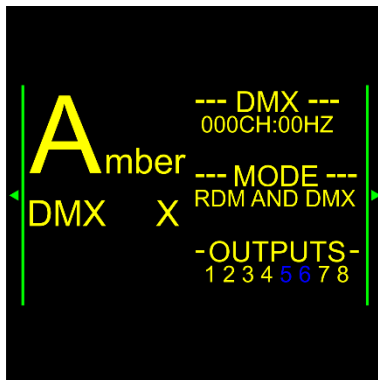 Amber
DMX X
--- DMX ---
000CH:00HZ
--- MODE ---
RDM AND DMX
-OUTPUTS-
1 2 3 4 5 6 7 8